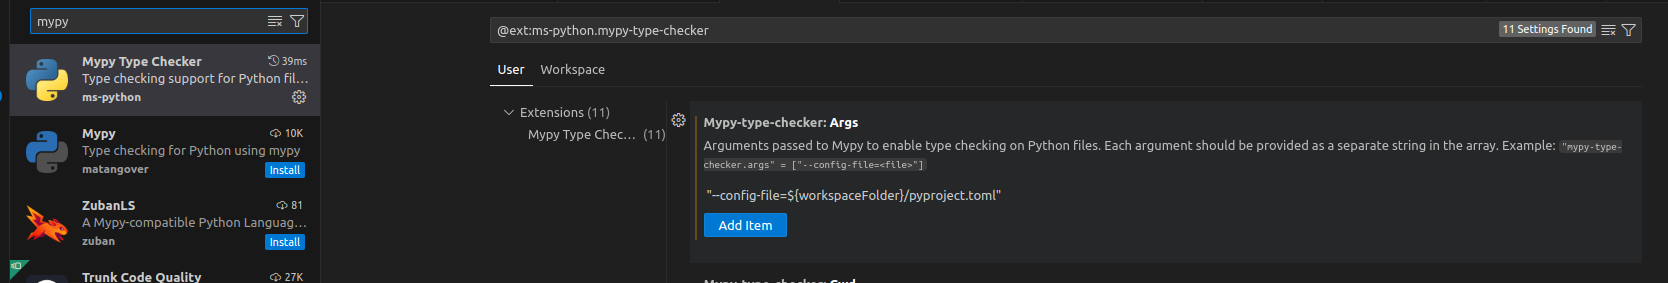 mypy
Mypy Type Checker 39ms
Type checking support for Python fil...
ms-python
Mypy 10K
Type checking for Python using mypy
matangover Install
ZubanLS 81
A Mypy-compatible Python Languag...
zuban Install
Trunk Code Quality 27K
@ext:ms-python.mypy-type-checker 11 Settings Found
User Workspace
Extensions (11)
Mypy Type Chec... (11)
Mypy-type-checker: Args
Arguments passed to Mypy to enable type checking on Python files. Each argument should be provided as a separate string in the array. Example: "mypy-type-
checker.args" = ["--config-file=<file>"]
"--config-file=${workspaceFolder}/pyproject.toml"
Add Item
Mypy-type-checker: Cwd